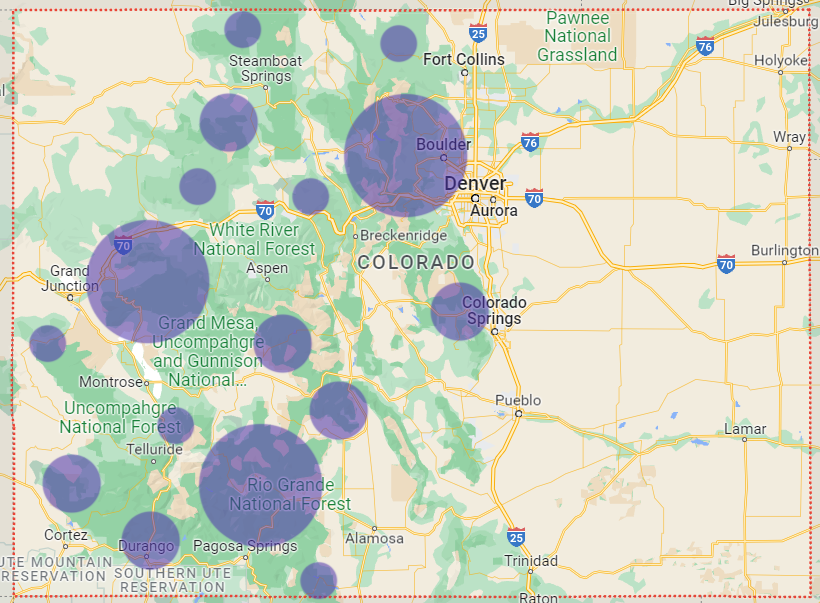 Big Springs
Julesburg
Pawnee
National
Grassland
25
76
Fort Collins
Holyoke
Steamboat
Springs
Wray
76
Boulder
Denver
70
70
Aurora
White River
National Forest
Breckenridge
70
Burlington
70
COLORADO
Aspen
Grand
Junction
Colorado
Springs
Grand Mesa,
Uncompahgre
and Gunnison
National...
Montrose
Pueblo
Uncompahgre
National Forest
Lamar
Telluride
Rio Grande
National Forest
Cortez
Durango
Pagosa Springs
Alamosa
25
Trinidad
UTE MOUNTAIN
RESERVATION
SOUTHERN UTE
RESERVATION
Raton